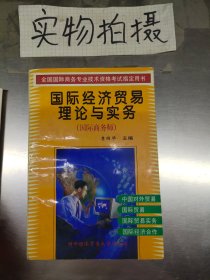 实物拍摄
全国国际商务专业技术资格考试指定用书
国际经济贸易
理论与实务
(国际商务师)
主编
中国对外贸易
国际贸易
国际贸易实务
国际经济合作